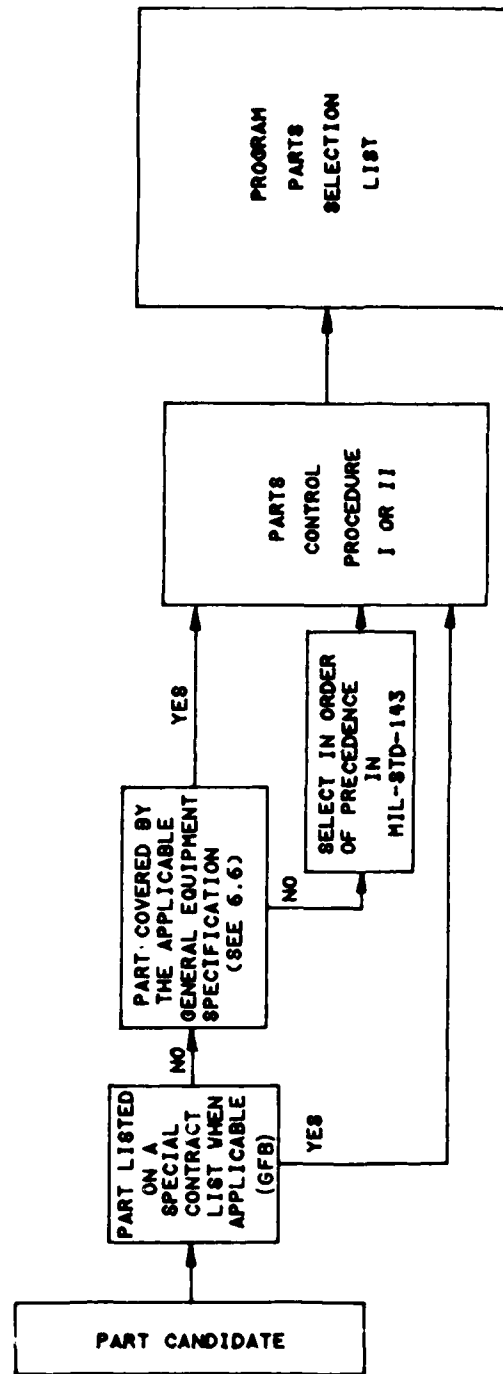 PART CANDIDATE
PART LISTED
ON A
SPECIAL
CONTRACT
LIST WHEN
APPLICABLE
(GFB)
NO
YES
PART COVERED BY
THE APPLICABLE
GENERAL EQUIPMENT
SPECIFICATION
(SEE 6.6)
YES
NO
SELECT IN ORDER
OF PRECEDENCE
IN
MIL-STD-143
PARTS
CONTROL
PROCEDURE
I OR II
PROGRAM
PARTS
SELECTION
LIST